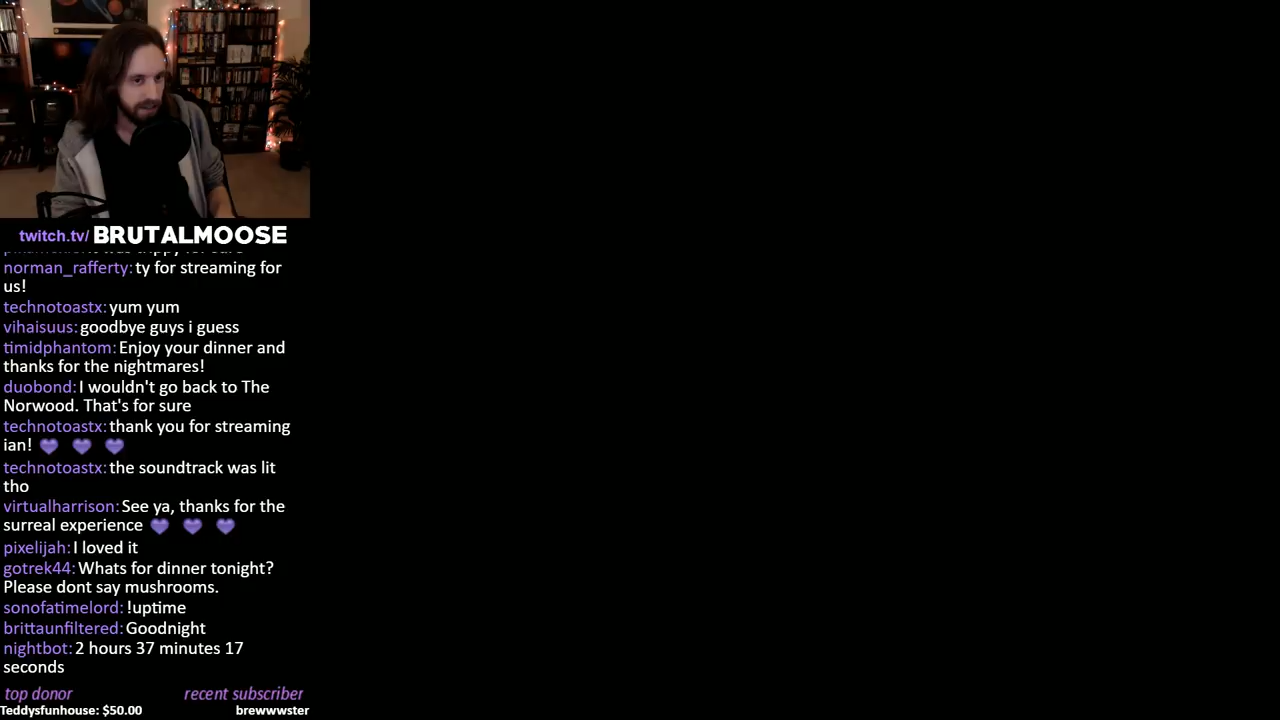 twitch.tv/ BRUTALMOOSE
norman_rafferty: ty for streaming for
us!
technotoastx: yum yum
vihaisuus: goodbye guys i guess
timidphantom: Enjoy your dinner and
thanks for the nightmares!
duobond: I wouldn't go back to The
Norwood. That's for sure
technotoastx: thank you for streaming
ian!
technotoastx: the soundtrack was lit
tho
virtualharrison: See ya, thanks for the
surreal experience
pixelijah: I loved it
gotrek44: Whats for dinner tonight?
Please dont say mushrooms.
sonofatimelord: !uptime
brittaunfiltered: Goodnight
nightbot: 2 hours 37 minutes 17
seconds
top donor recent subscriber
Teddysfunhouse: $50.00 brewwwster